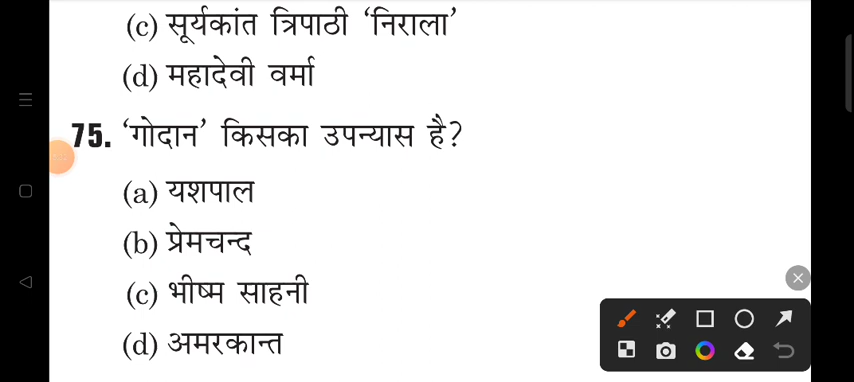 (c) सूर्यकांत त्रिपाठी ‘निराला’
(d) महादेवी वर्मा
75. ‘गोदान’ किसका उपन्यास है?
(a) यशपाल
(b) प्रेमचन्द
(c) भीष्म साहनी
(d) अमरकान्त